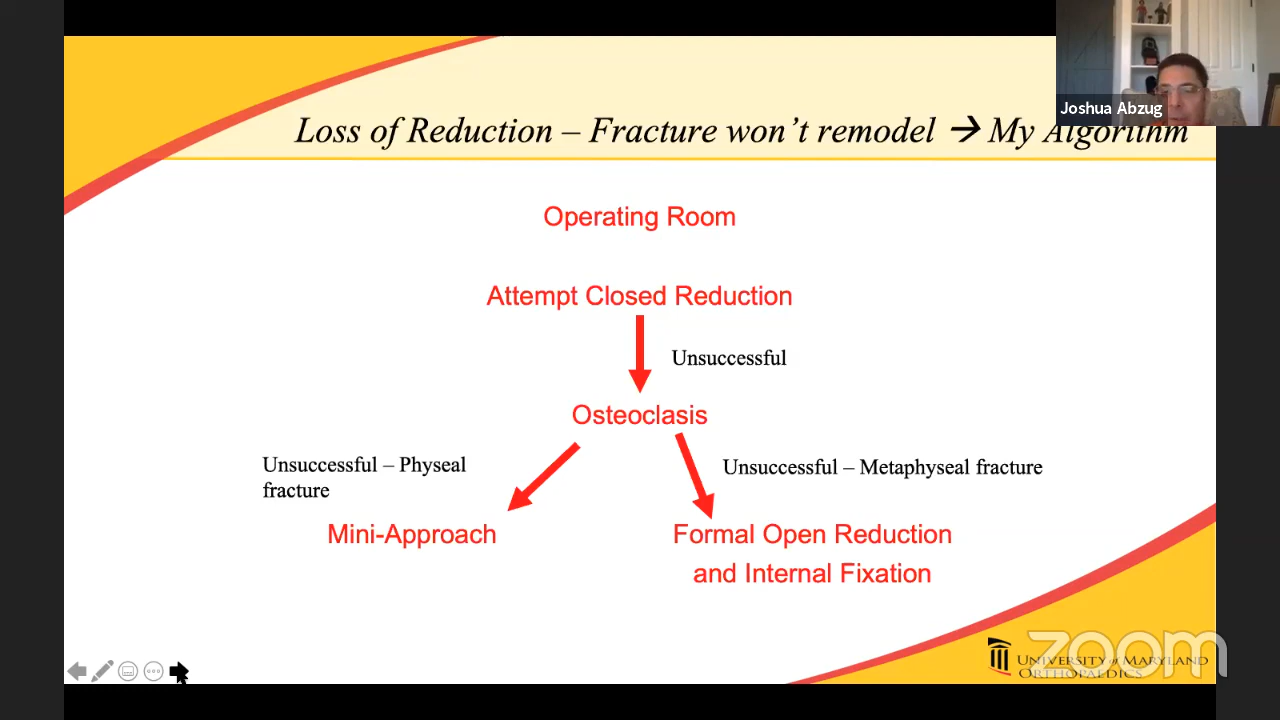 Joshua Abzug
Loss of Reduction – Fracture won’t remodel → My Algorithm
Operating Room
Attempt Closed Reduction
Unsuccessful
Osteoclasis
Unsuccessful – Physeal
fracture
Unsuccessful – Metaphyseal fracture
Mini-Approach
Formal Open Reduction
and Internal Fixation
zoom
UNIVERSITY of MARYLAND
ORTHOPAEDICS